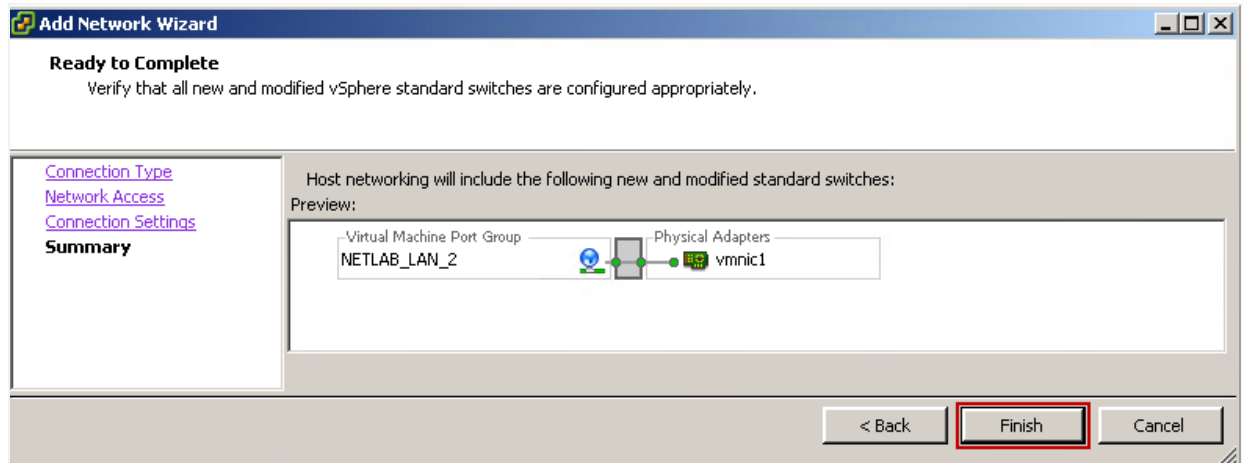 Add Network Wizard
Ready to Complete
Verify that all new and modified vSphere standard switches are configured appropriately.
Connection Type
Network Access
Connection Settings
Summary
Host networking will include the following new and modified standard switches:
Preview:
Virtual Machine Port Group
NETLAB_LAN_2
Physical Adapters
vmnic1
< Back
Finish
Cancel